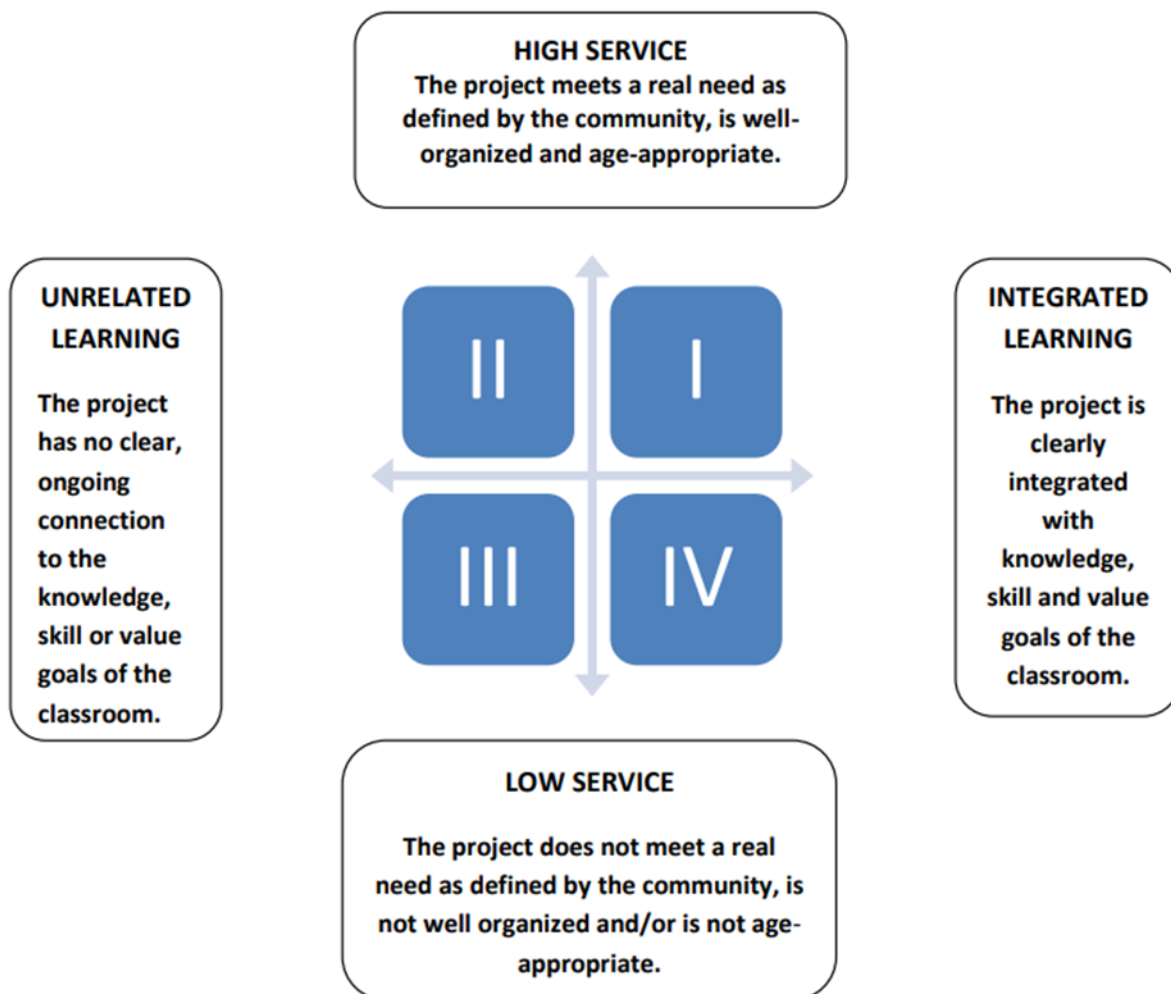 HIGH SERVICE
The project meets a real need as
defined by the community, is well-
organized and age-appropriate.
UNRELATED
LEARNING
The project
has no clear,
ongoing
connection
to the
knowledge,
skill or value
goals of the
classroom.
II
I
III
IV
INTEGRATED
LEARNING
The project is
clearly
integrated
with
knowledge,
skill and value
goals of the
classroom.
LOW SERVICE
The project does not meet a real
need as defined by the community, is
not well organized and/or is not age-
appropriate.